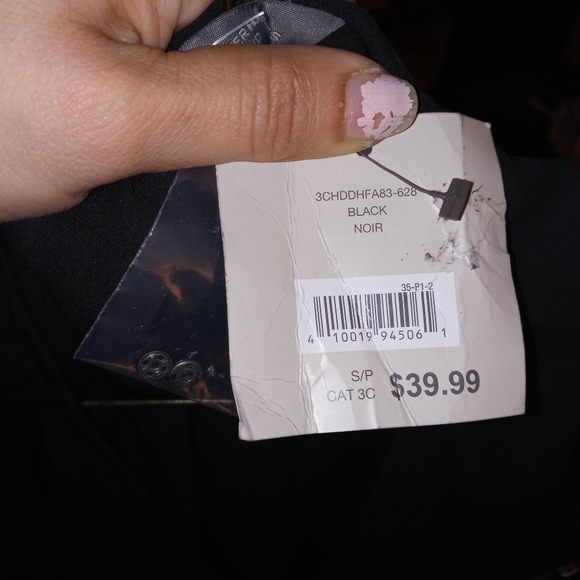 3CHDDHFA83-628
BLACK
NOIR
35-P1-2
4 10019 94506 1
S/P
CAT 3C $39.99